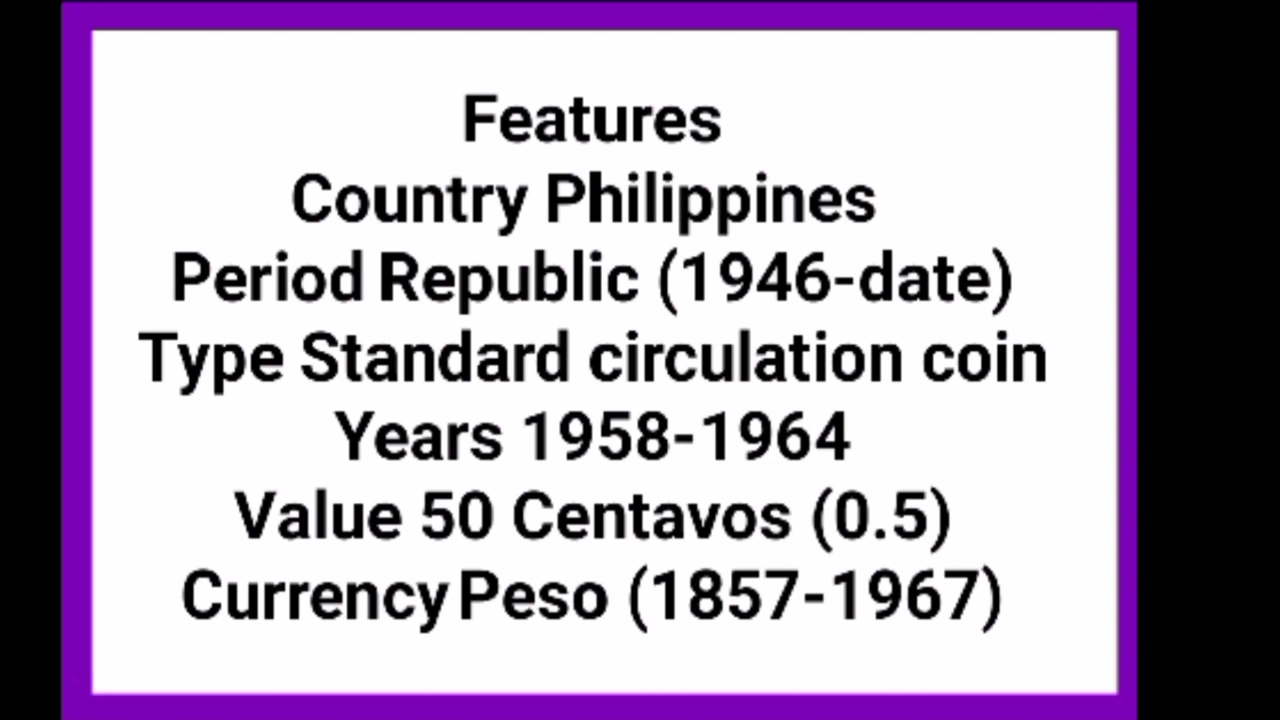 Features
Country Philippines
Period Republic (1946-date)
Type Standard circulation coin
Years 1958-1964
Value 50 Centavos (0.5)
Currency Peso (1857-1967)